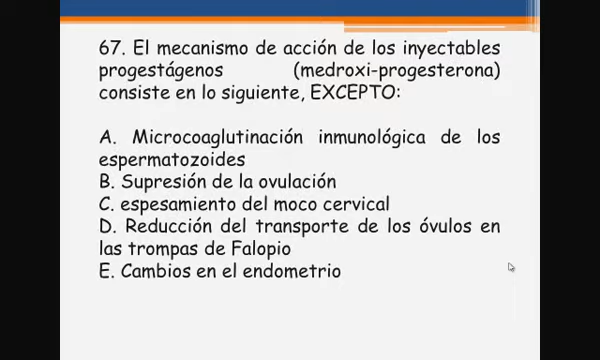 67. El mecanismo de acción de los inyectables
progestágenos (medroxi-progesterona)
consiste en lo siguiente, EXCEPTO:
A. Microcoaglutinación inmunológica de los
espermatozoides
B. Supresión de la ovulación
C. espesamiento del moco cervical
D. Reducción del transporte de los óvulos en
las trompas de Falopio
E. Cambios en el endometrio